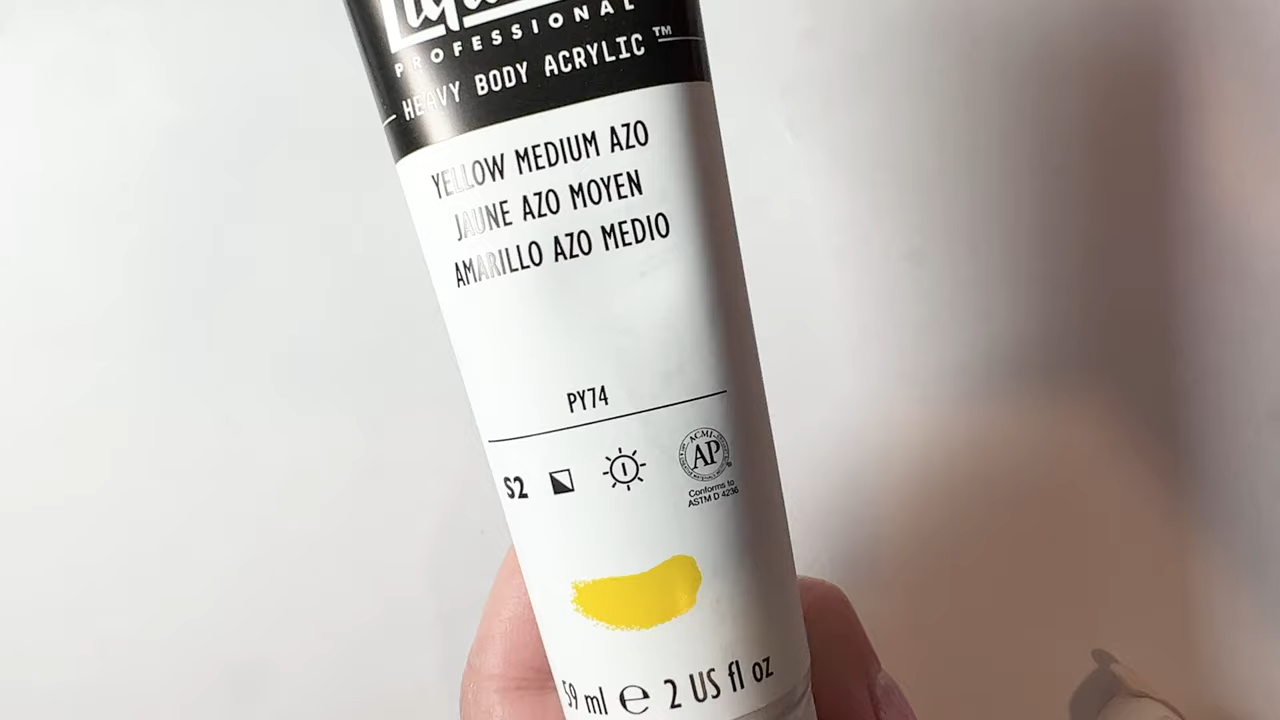 PROFESSIONAL
HEAVY BODY ACRYLIC™
YELLOW MEDIUM AZO
JAUNE AZO MOYEN
AMARILLO AZO MEDIO
PY74
S2
I
ACMI
AP
Conforms to
ASTM D 4236
59 ml ℮ 2 US fl oz